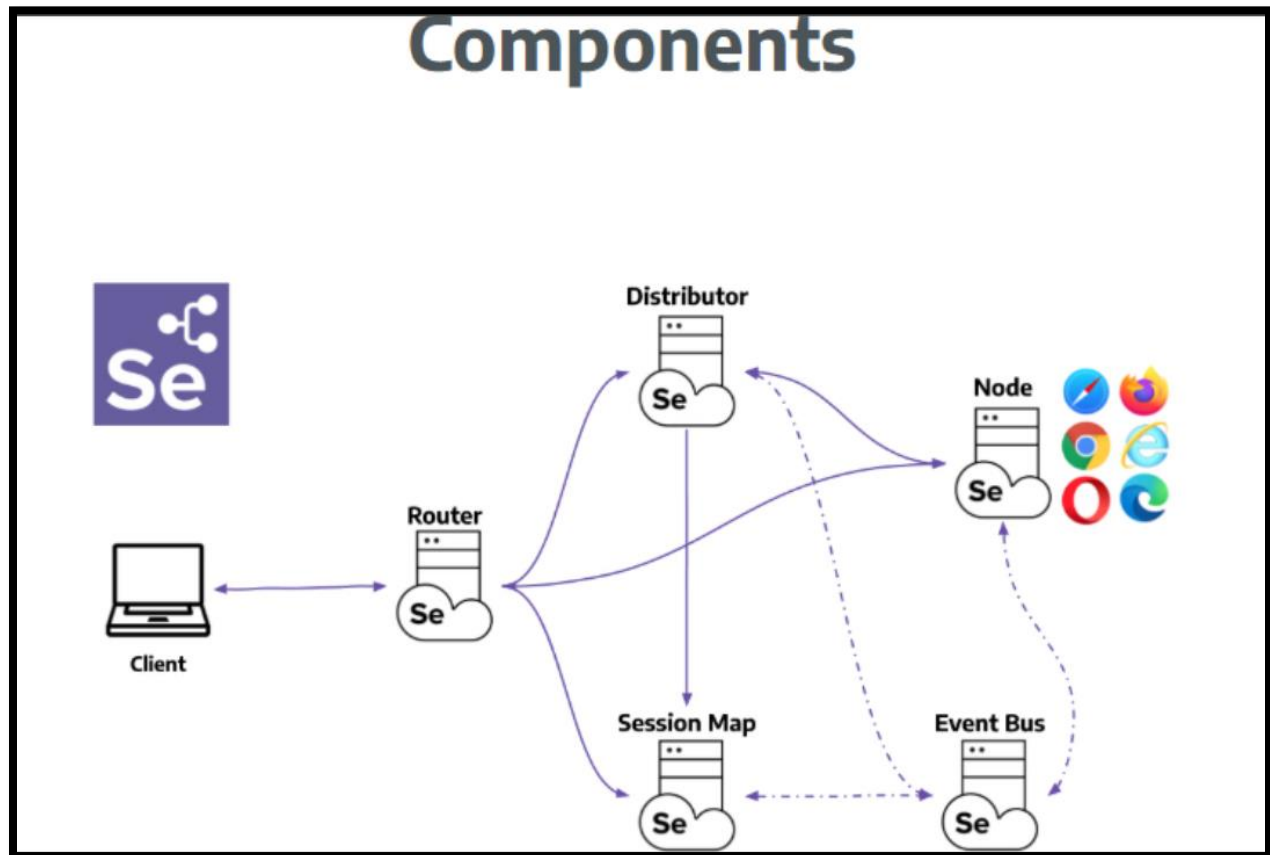 Components
Se
Distributor
Se
Node
Se
Router
Se
Client
Session Map
Se
Event Bus
Se